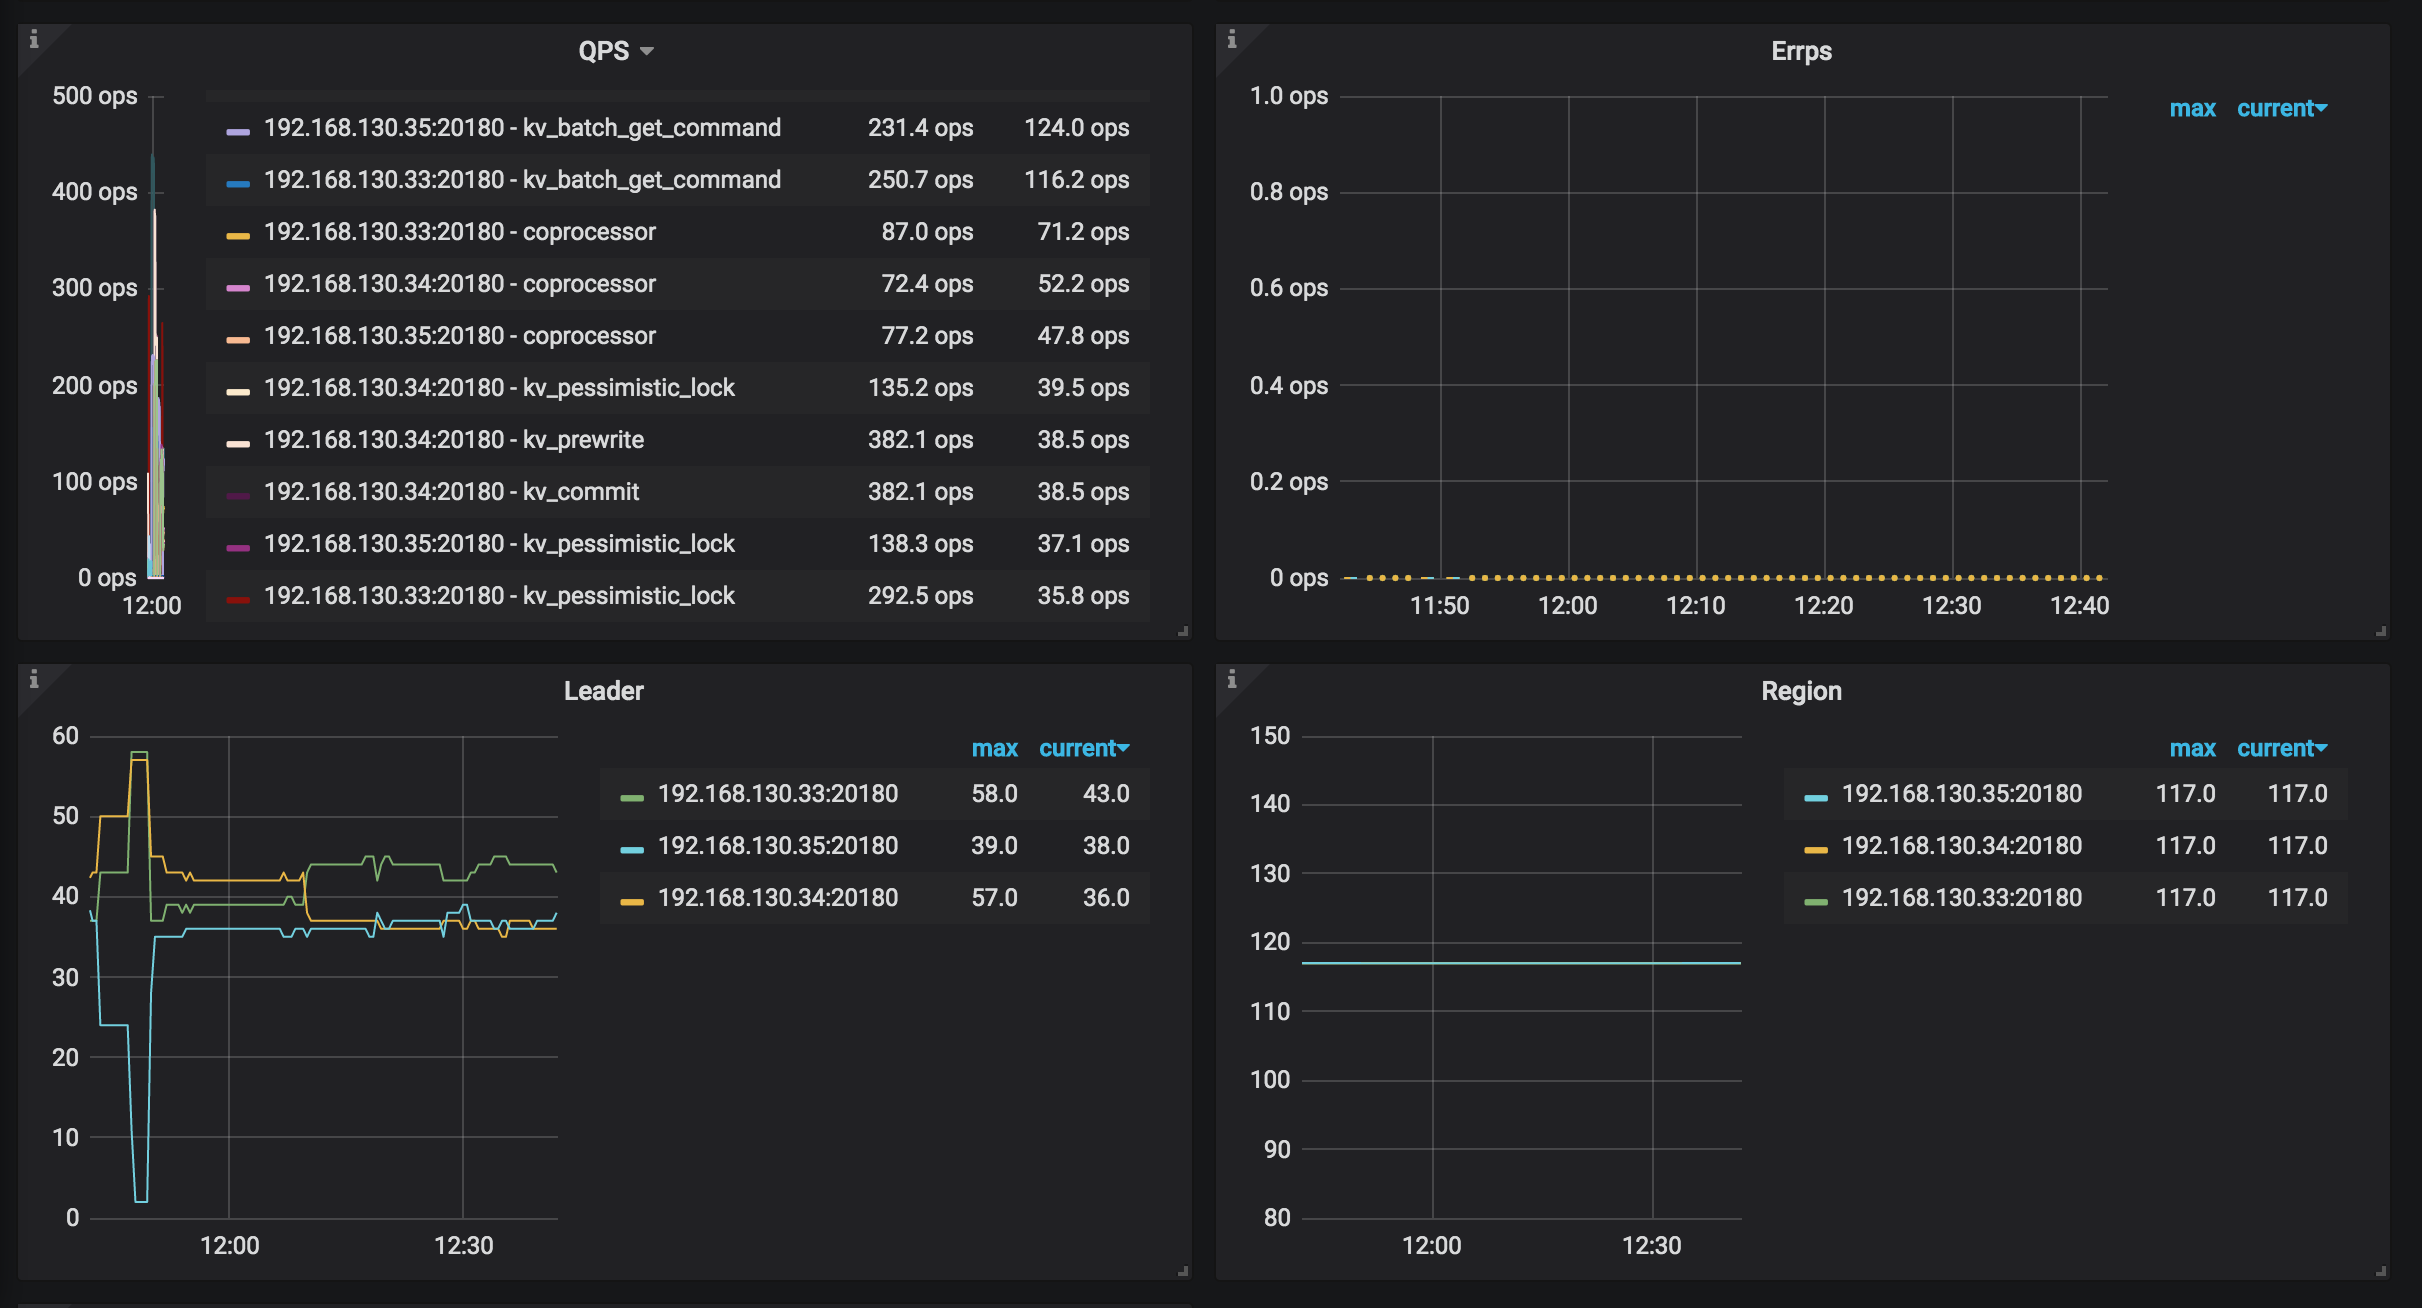 QPS
500 ops
400 ops
300 ops
200 ops
100 ops
0 ops
12:00
192.168.130.35:20180 - kv_batch_get_command 231.4 ops 124.0 ops
192.168.130.33:20180 - kv_batch_get_command 250.7 ops 116.2 ops
192.168.130.33:20180 - coprocessor 87.0 ops 71.2 ops
192.168.130.34:20180 - coprocessor 72.4 ops 52.2 ops
192.168.130.35:20180 - coprocessor 77.2 ops 47.8 ops
192.168.130.34:20180 - kv_pessimistic_lock 135.2 ops 39.5 ops
192.168.130.34:20180 - kv_prewrite 382.1 ops 38.5 ops
192.168.130.34:20180 - kv_commit 382.1 ops 38.5 ops
192.168.130.35:20180 - kv_pessimistic_lock 138.3 ops 37.1 ops
192.168.130.33:20180 - kv_pessimistic_lock 292.5 ops 35.8 ops
Errps
1.0 ops
0.8 ops
0.6 ops
0.4 ops
0.2 ops
0 ops
11:50 12:00 12:10 12:20 12:30 12:40
max current
Leader
60
50
40
30
20
10
0
12:00 12:30
max current
192.168.130.33:20180 58.0 43.0
192.168.130.35:20180 39.0 38.0
192.168.130.34:20180 57.0 36.0
Region
150
140
130
120
110
100
90
80
12:00 12:30
max current
192.168.130.35:20180 117.0 117.0
192.168.130.34:20180 117.0 117.0
192.168.130.33:20180 117.0 117.0